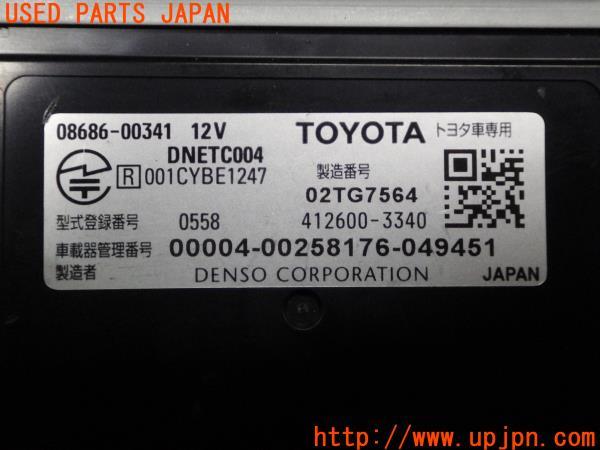 USED PARTS JAPAN
08686-00341 12V TOYOTA トヨタ車専用
DNETC004 製造番号
R 001CYBE1247 02TG7564
型式登録番号 0558 412600-3340
車載器管理番号 00004-00258176-049451
製造者 DENSO CORPORATION JAPAN
http://www.upjpn.com